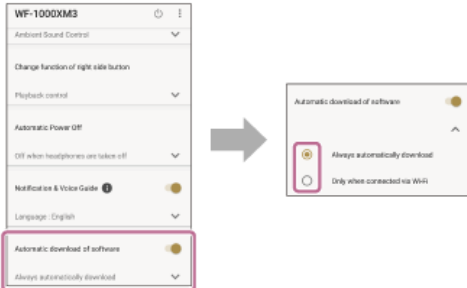 WF-1000XM3
Ambient Sound Control
Change function of right side button
Playback control
Automatic Power Off
Off when headphones are taken off
Notification & Voice Guide
Language : English
Automatic download of software
Always automatically download
Automatic download of software
Always automatically download
Only when connected via Wi-Fi